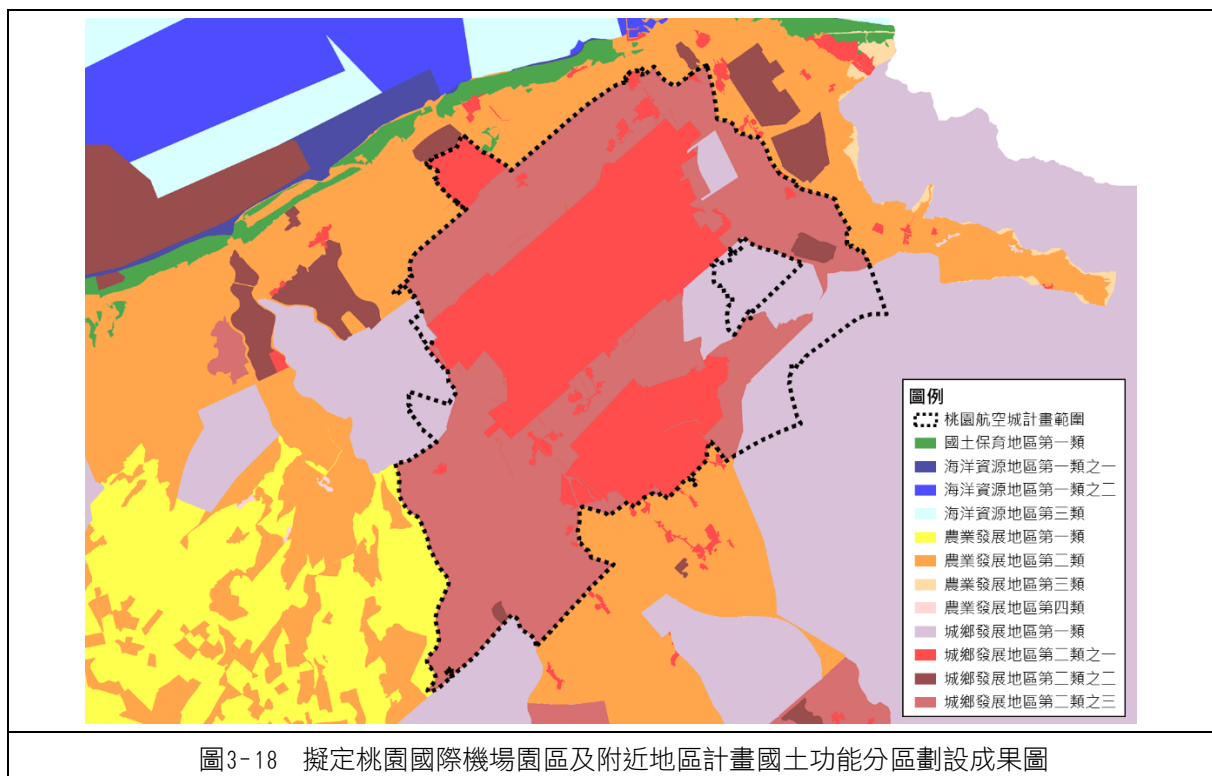 圖例
桃園航空城計畫範圍
國土保育地區第一類
海洋資源地區第一類之一
海洋資源地區第一類之二
海洋資源地區第三類
農業發展地區第一類
農業發展地區第二類
農業發展地區第三類
農業發展地區第四類
城鄉發展地區第一類
城鄉發展地區第二類之一
城鄉發展地區第二類之二
城鄉發展地區第二類之三
圖3-18 擬定桃園國際機場園區及附近地區計畫國土功能分區劃設成果圖